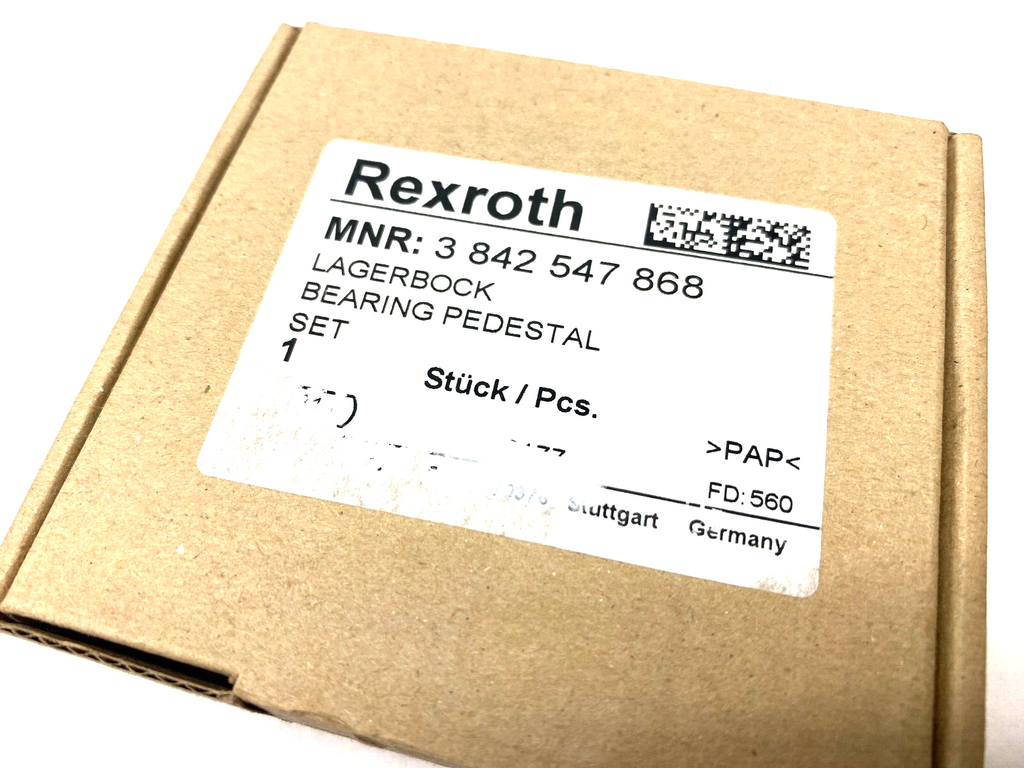 Rexroth
MNR: 3 842 547 868
LAGERBOCK
BEARING PEDESTAL
SET
1
Stück / Pcs.
>PAP<
FD: 560
Stuttgart Germany